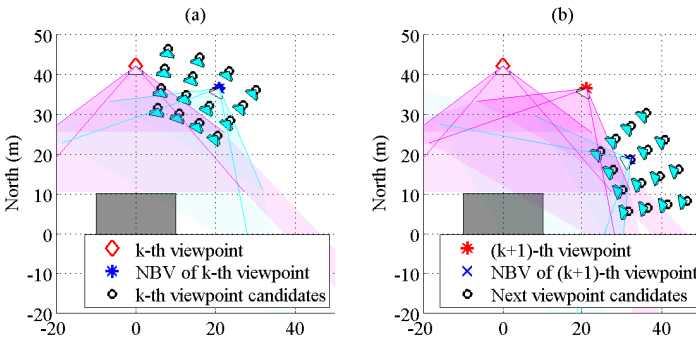 (a)
50
40
30
20
10
0
-10
-20
North (m)
k-th viewpoint
NBV of k-th viewpoint
k-th viewpoint candidates
-20 0 20 40
(b)
50
40
30
20
10
0
-10
-20
North (m)
(k+1)-th viewpoint
NBV of (k+1)-th viewpoint
Next viewpoint candidates
-20 0 20 40